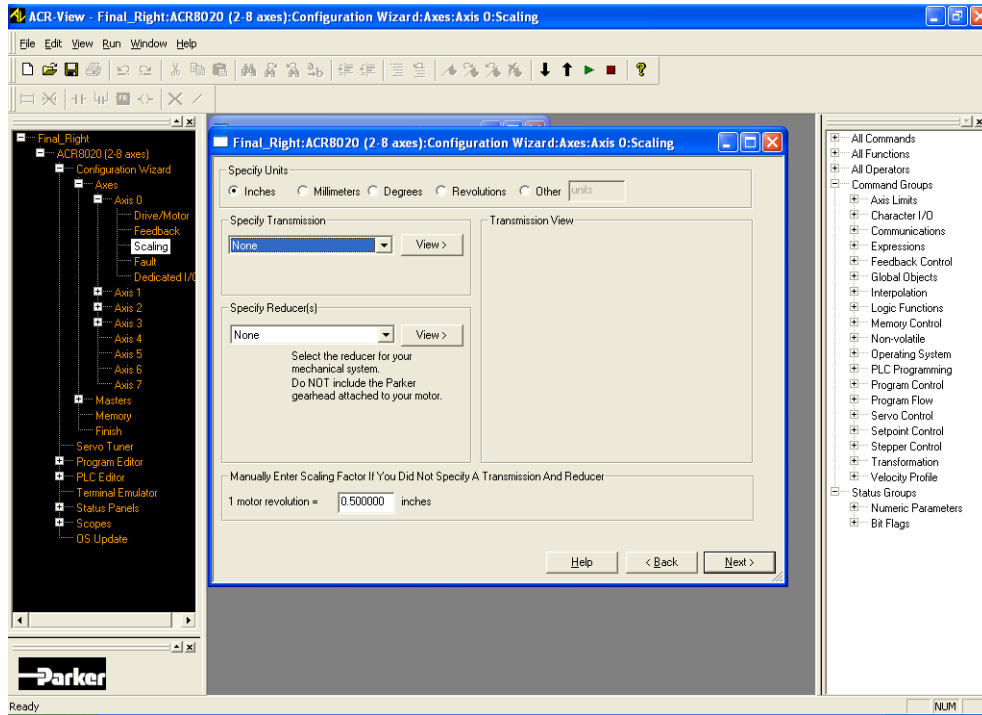 ACR-View - Final_Right:ACR8020 (2-8 axes):Configuration Wizard:Axes:Axis 0:Scaling
File Edit View Run Window Help
Final_Right
ACR8020 (2-8 axes)
Configuration Wizard
Axes
Axis 0
Drive/Motor
Feedback
Scaling
Fault
Dedicated I/O
Axis 1
Axis 2
Axis 3
Axis 4
Axis 5
Axis 6
Axis 7
Masters
Memory
Finish
Servo Tuner
Program Editor
PLC Editor
Terminal Emulator
Status Panels
Scopes
OS Update
Parker
Final_Right:ACR8020 (2-8 axes):Configuration Wizard:Axes:Axis 0:Scaling
Specify Units
Inches Millimeters Degrees Revolutions Other units
Specify Transmission
None View >
Specify Reducer(s)
None View >
Select the reducer for your
mechanical system.
Do NOT include the Parker
gearhead attached to your motor.
Transmission View
Manually Enter Scaling Factor If You Did Not Specify A Transmission And Reducer
1 motor revolution = 0.500000 inches
Help < Back Next >
All Commands
All Functions
All Operators
Command Groups
Axis Limits
Character I/O
Communications
Expressions
Feedback Control
Global Objects
Interpolation
Logic Functions
Memory Control
Non-volatile
Operating System
PLC Programming
Program Control
Program Flow
Servo Control
Setpoint Control
Stepper Control
Transformation
Velocity Profile
Status Groups
Numeric Parameters
Bit Flags
Ready NUM